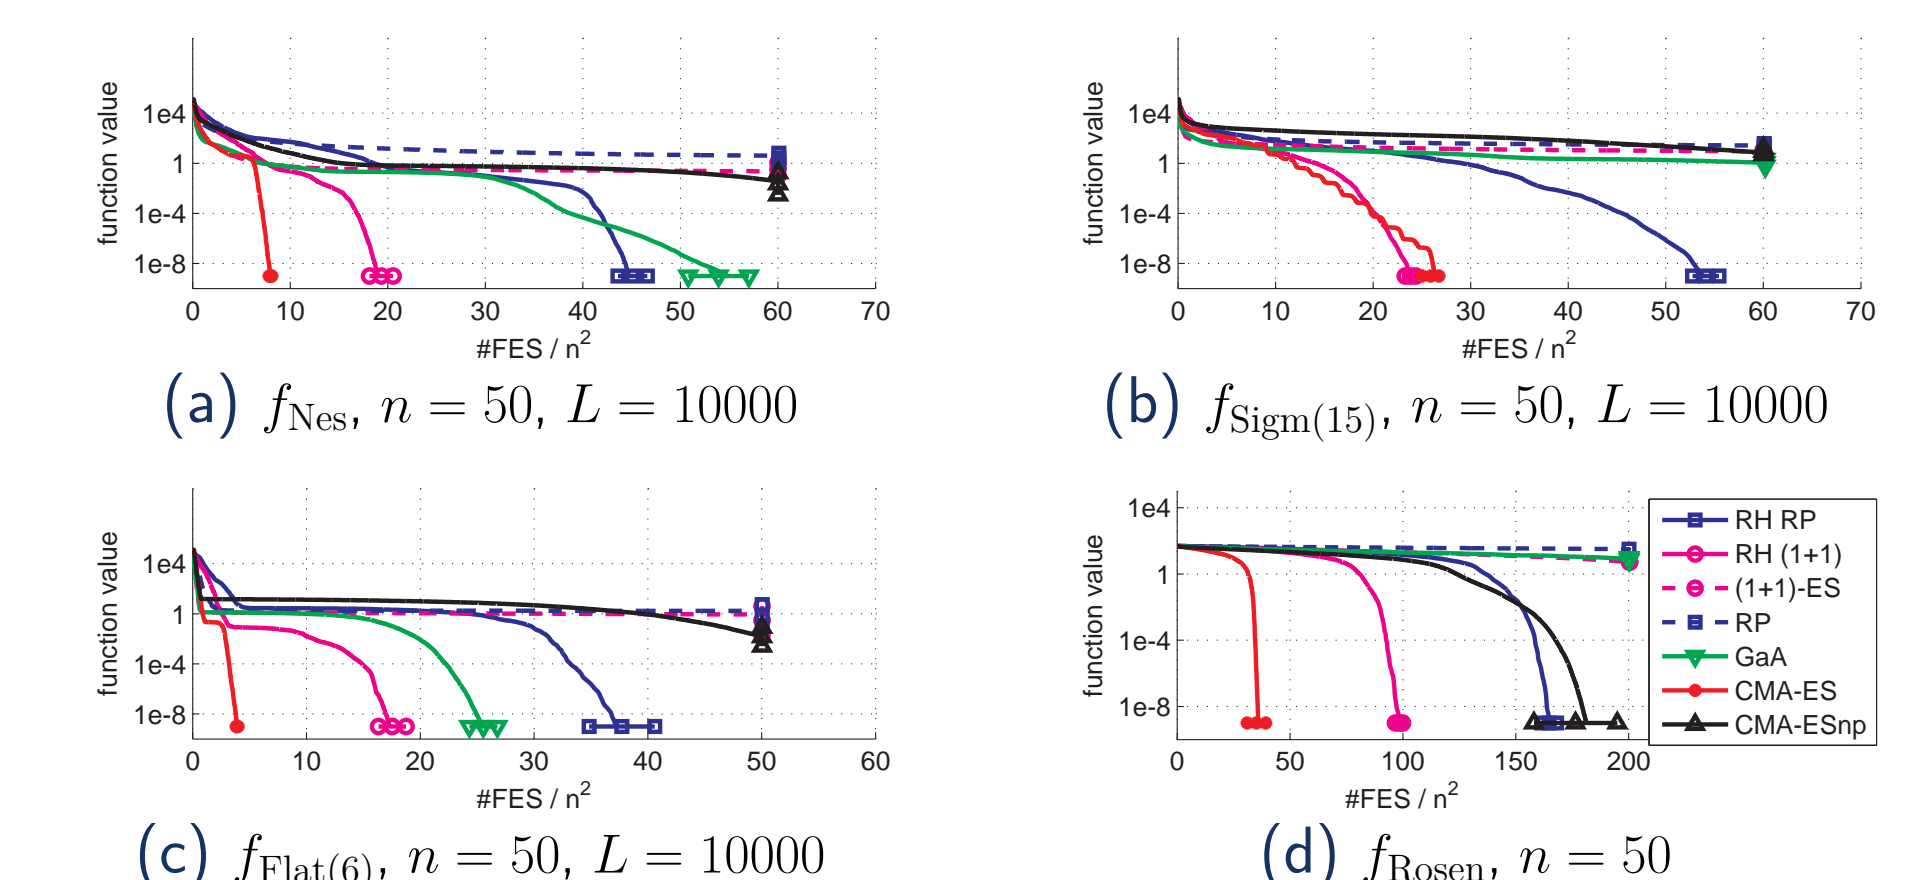 function value
1e4
1
1e-4
1e-8
0 10 20 30 40 50 60 70
#FES / n²
(a) f_Nes, n = 50, L = 10000
function value
1e4
1
1e-4
1e-8
0 10 20 30 40 50 60 70
#FES / n²
(b) f_Sigm(15), n = 50, L = 10000
function value
1e4
1
1e-4
1e-8
0 10 20 30 40 50 60
#FES / n²
(c) f_Flat(6), n = 50, L = 10000
function value
1e4
1
1e-4
1e-8
0 50 100 150 200
#FES / n²
RH RP
RH (1+1)
(1+1)-ES
RP
GaA
CMA-ES
CMA-ESnp
(d) f_Rosen, n = 50